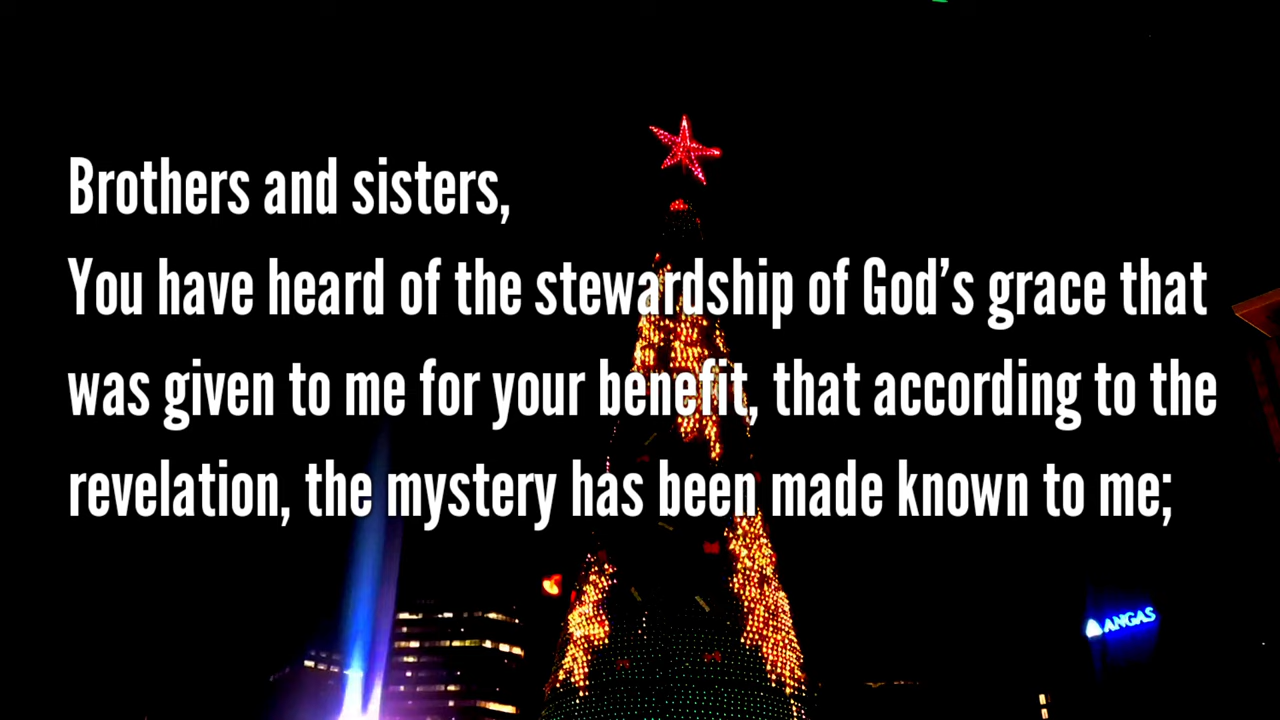 Brothers and sisters,
You have heard of the stewardship of God’s grace that
was given to me for your benefit, that according to the
revelation, the mystery has been made known to me;
ANGAS